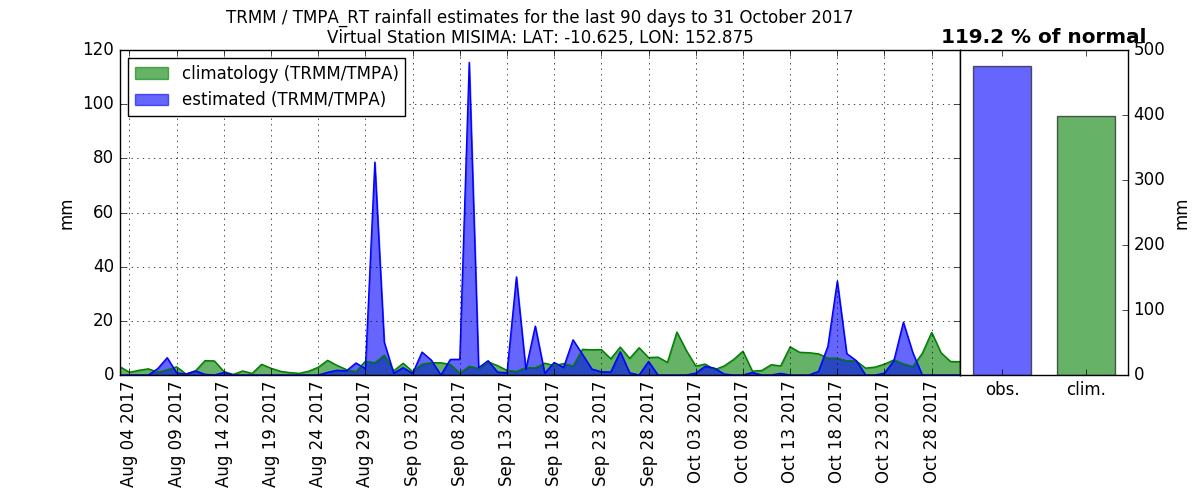 TRMM / TMPA_RT rainfall estimates for the last 90 days to 31 October 2017
Virtual Station MISIMA: LAT: -10.625, LON: 152.875
119.2 % of normal
climatology (TRMM/TMPA)
estimated (TRMM/TMPA)
mm
120
100
80
60
40
20
0
Aug 04 2017
Aug 09 2017
Aug 14 2017
Aug 19 2017
Aug 24 2017
Aug 29 2017
Sep 03 2017
Sep 08 2017
Sep 13 2017
Sep 18 2017
Sep 23 2017
Sep 28 2017
Oct 03 2017
Oct 08 2017
Oct 13 2017
Oct 18 2017
Oct 23 2017
Oct 28 2017
obs.
clim.
500
400
300
200
100
0
mm